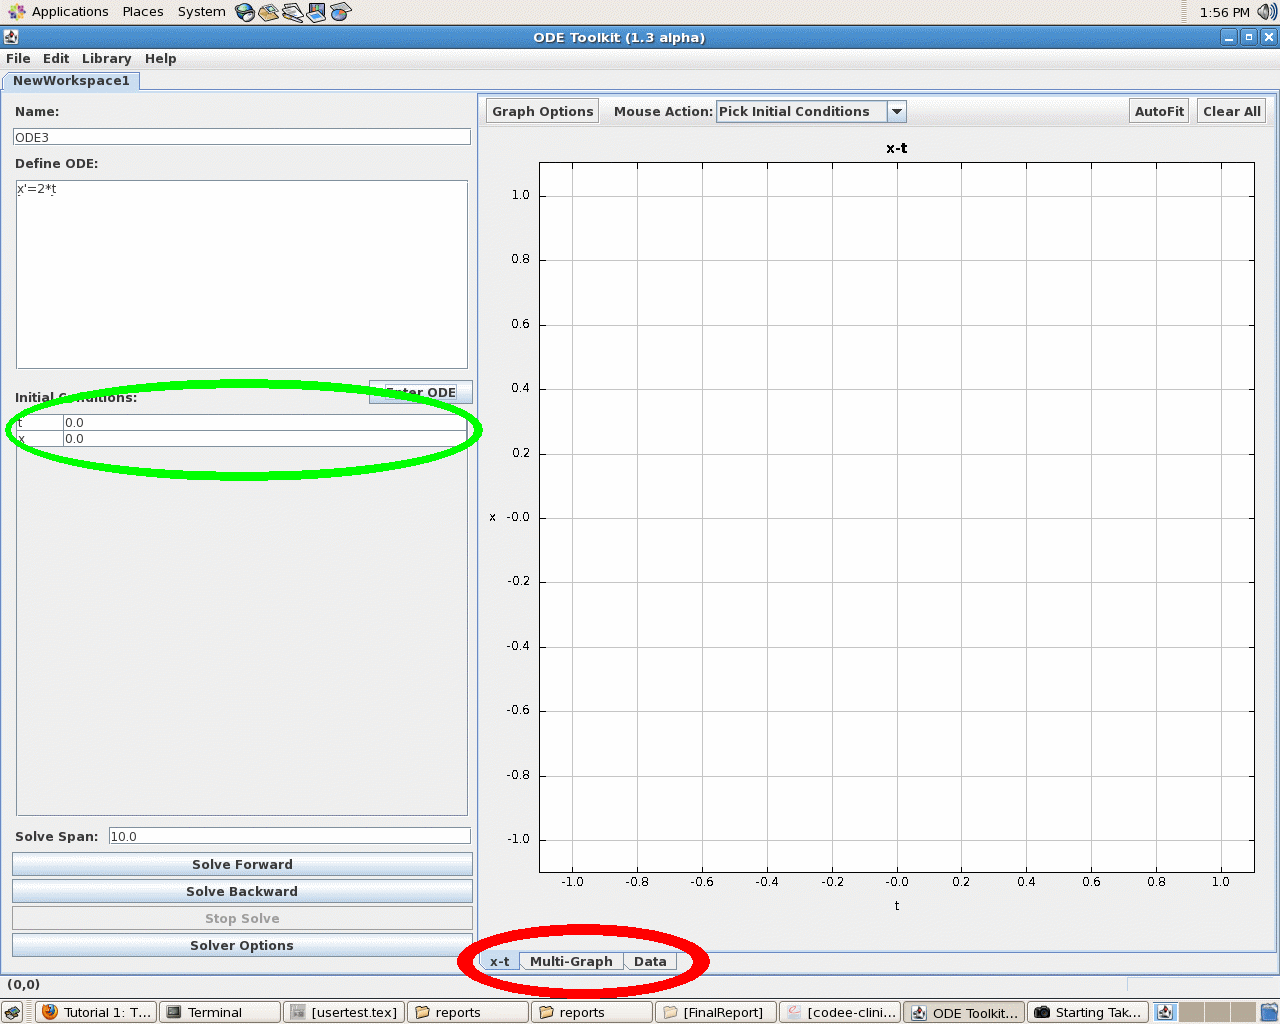 Applications Places System 1:56 PM
ODE Toolkit (1.3 alpha)
File Edit Library Help
NewWorkspace1
Name:
ODE3
Define ODE:
x'=2*t
Enter ODE
Initial Conditions:
t 0.0
x 0.0
Solve Span: 10.0
Solve Forward
Solve Backward
Stop Solve
Solver Options
Graph Options Mouse Action: Pick Initial Conditions AutoFit Clear All
x-t
1.0
0.8
0.6
0.4
0.2
x -0.0
-0.2
-0.4
-0.6
-0.8
-1.0
-1.0 -0.8 -0.6 -0.4 -0.2 -0.0 0.2 0.4 0.6 0.8 1.0
t
x-t Multi-Graph Data
(0,0)
Tutorial 1: T... Terminal [usertest.tex] reports reports [FinalReport] [codee-clini... ODE Toolkit... Starting Tak...